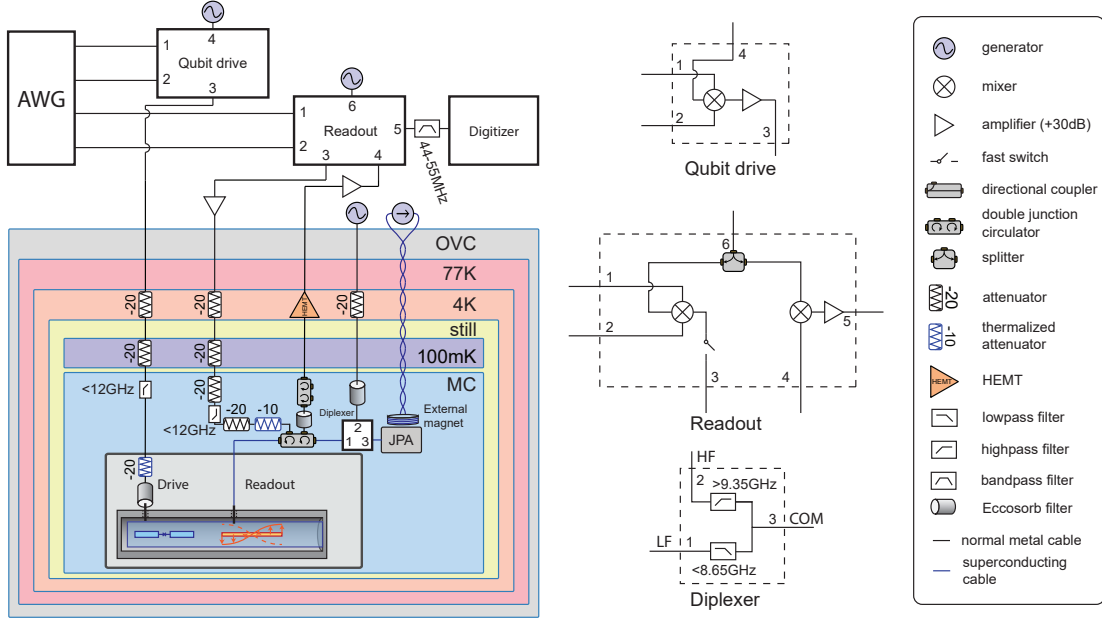 AWG
1
2
4
Qubit drive
3
1
2
6
Readout
5
3
4
44-55MHz
Digitizer
OVC
77K
4K
still
100mK
MC
-20
-20
HEMT
-20
-20
-20
-20
<12GHz
-20
<12GHz
-20
-10
Diplexer
2
1 3
External
magnet
JPA
-20
Drive
Readout
1
2
4
3
Qubit drive
1
2
6
5
3
4
Readout
HF
2
>9.35GHz
3
COM
LF
1
<8.65GHz
Diplexer
generator
mixer
amplifier (+30dB)
fast switch
directional coupler
double junction
circulator
splitter
-20
attenuator
-10
thermalized
attenuator
HEMT
HEMT
lowpass filter
highpass filter
bandpass filter
Eccosorb filter
normal metal cable
superconducting
cable